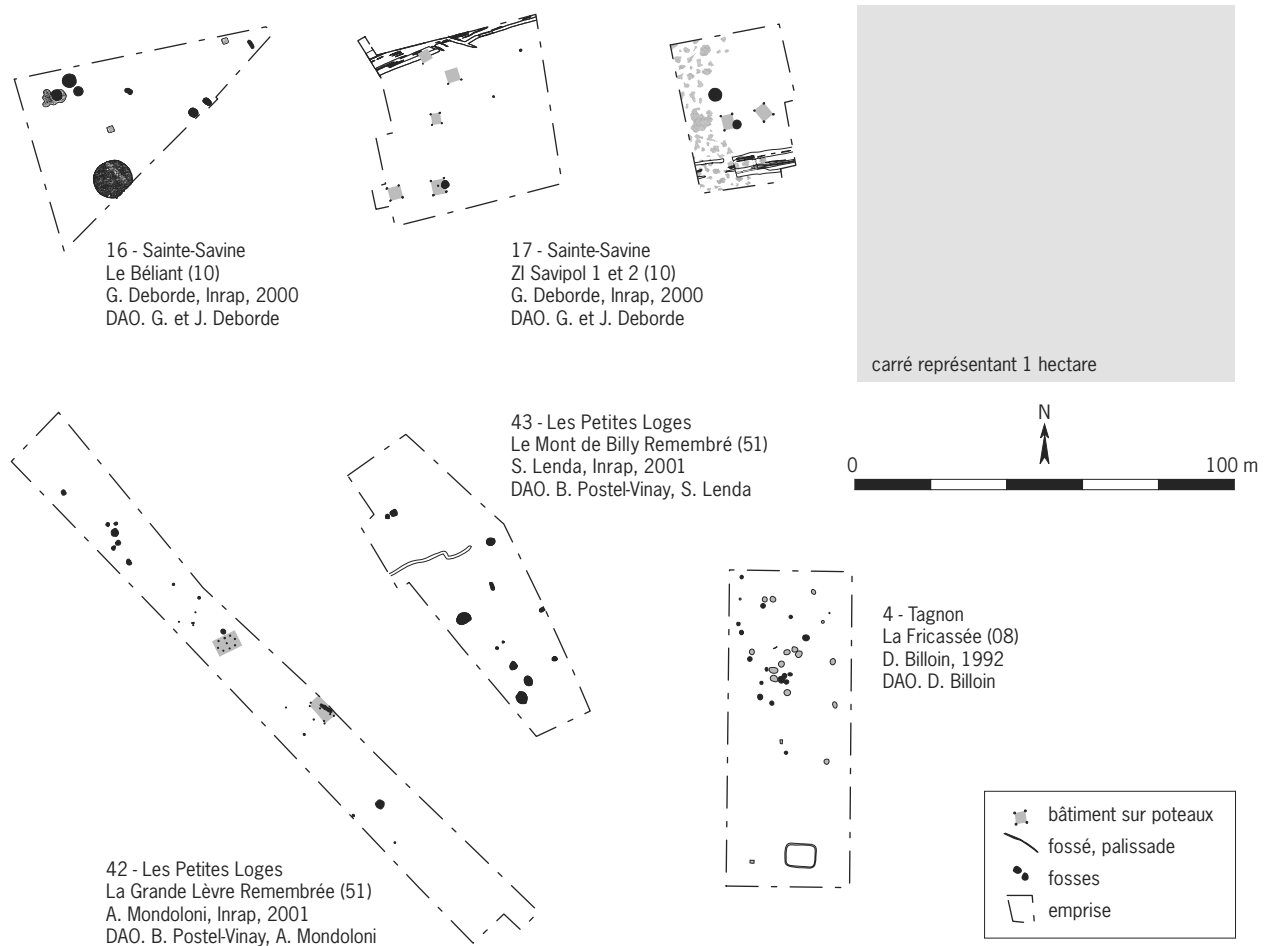 16 - Sainte-Savine
Le Béliant (10)
G. Deborde, Inrap, 2000
DAO. G. et J. Deborde
17 - Sainte-Savine
ZI Savipol 1 et 2 (10)
G. Deborde, Inrap, 2000
DAO. G. et J. Deborde
carré représentant 1 hectare
N
0 100 m
43 - Les Petites Loges
Le Mont de Billy Remembré (51)
S. Lenda, Inrap, 2001
DAO. B. Postel-Vinay, S. Lenda
4 - Tagnon
La Fricassée (08)
D. Billoin, 1992
DAO. D. Billoin
42 - Les Petites Loges
La Grande Lèvre Remembrée (51)
A. Mondoloni, Inrap, 2001
DAO. B. Postel-Vinay, A. Mondoloni
bâtiment sur poteaux
fossé, palissade
fosses
emprise